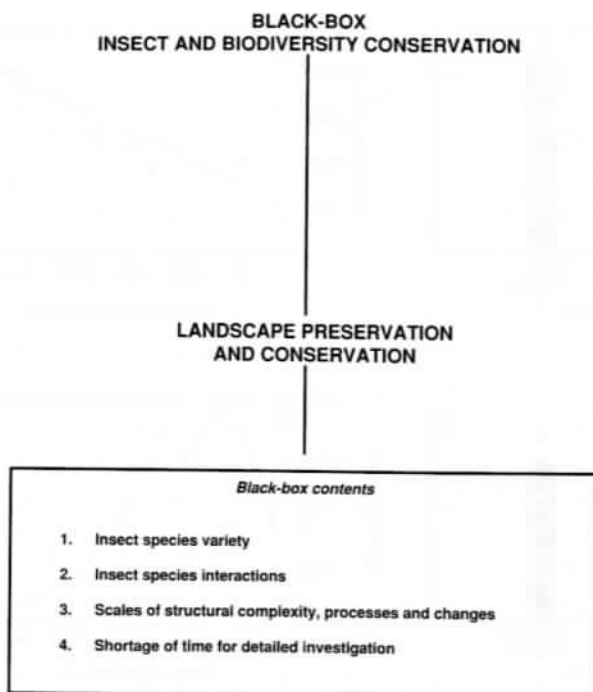 BLACK-BOX
INSECT AND BIODIVERSITY CONSERVATION
LANDSCAPE PRESERVATION
AND CONSERVATION
Black-box contents
1. Insect species variety
2. Insect species interactions
3. Scales of structural complexity, processes and changes
4. Shortage of time for detailed investigation